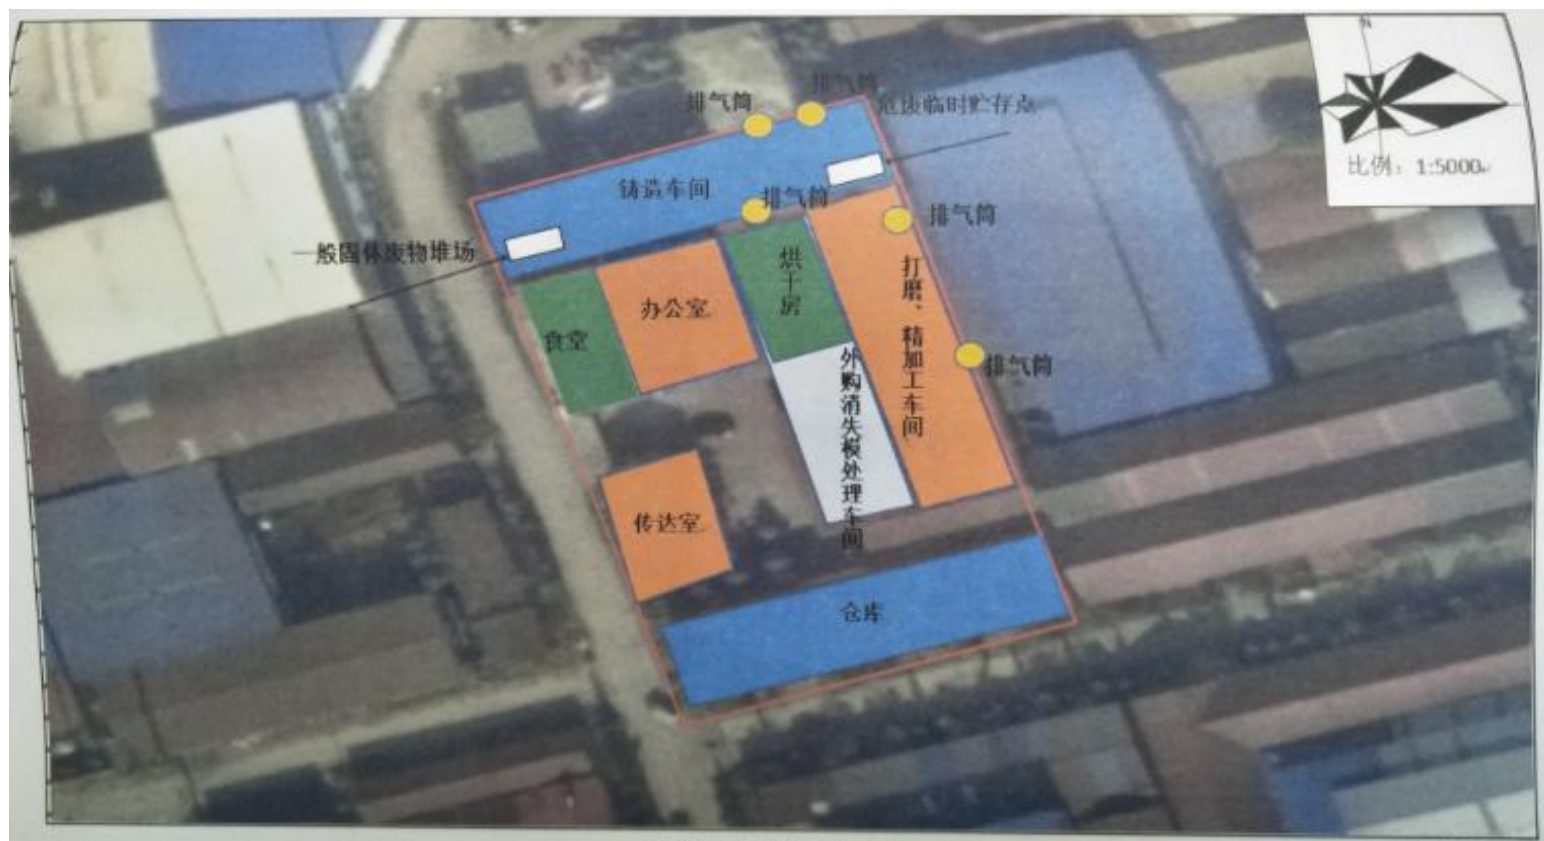 N
比例：1:5000
排气筒
排气筒
危废临时贮存点
铸造车间
排气筒
排气筒
一般固体废物堆场
烘干房
打磨、精加工车间
办公室
食堂
排气筒
外购消失模处理车间
传达室
仓库